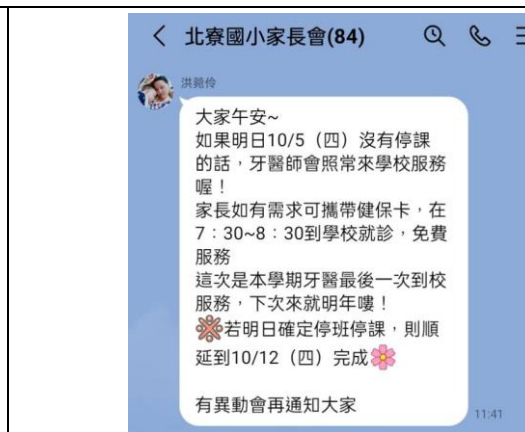 北寮國小家長會(84)
洪菀伶
大家午安~
如果明日10/5（四）沒有停課
的話，牙醫師會照常來學校服務
喔！
家長如有需求可攜帶健保卡，在
7：30~8：30到學校就診，免費
服務
這次是本學期牙醫最後一次到校
服務，下次來就明年嘍！
若明日確定停班停課，則順
延到10/12（四）完成
有異動會再通知大家
11:41